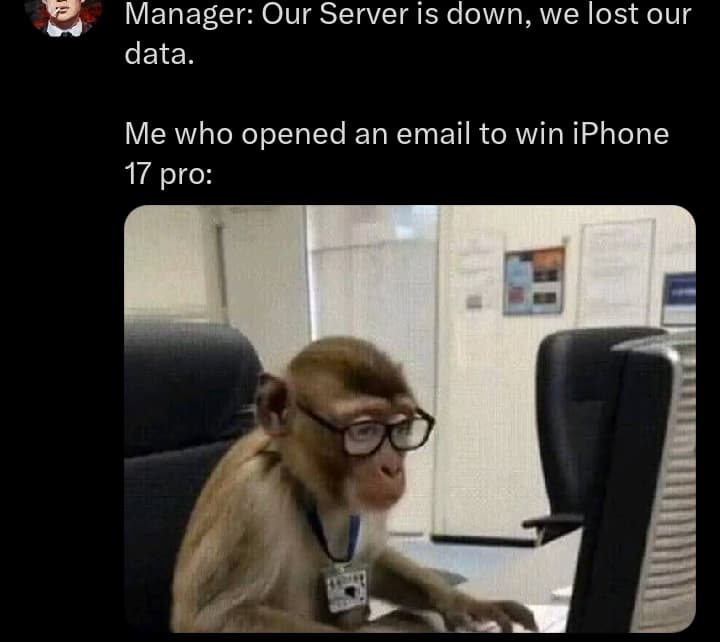 Manager: Our Server is down, we lost our
data.
Me who opened an email to win iPhone
17 pro: